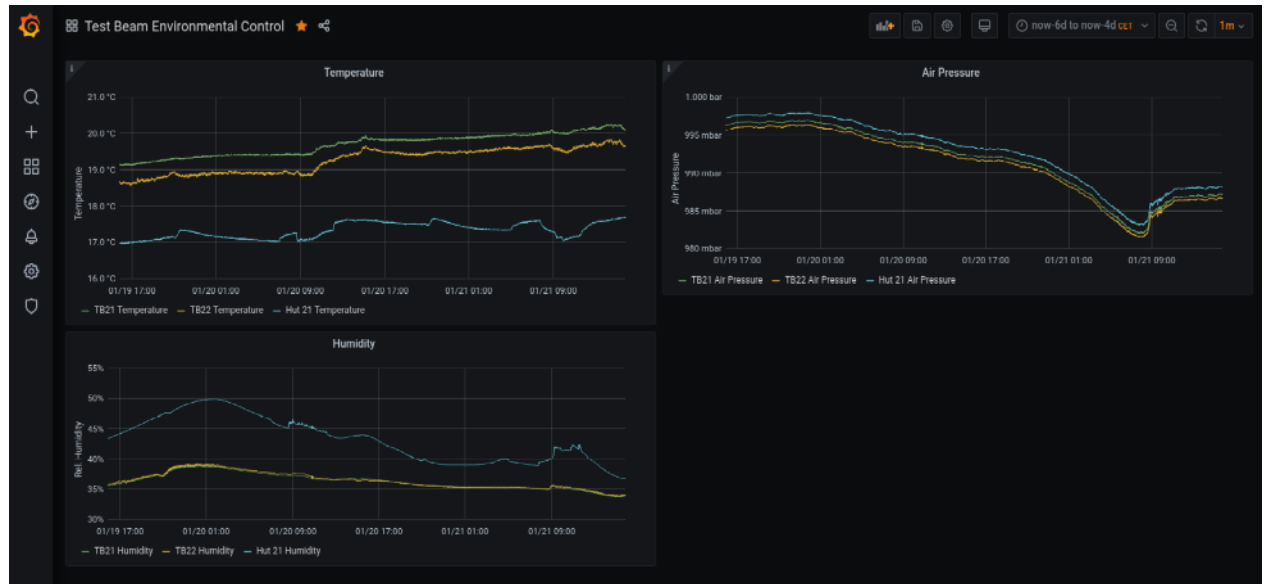 Test Beam Environmental Control
now-6d to now-4d CET
1m
Temperature
21.0 °C
20.0 °C
19.0 °C
18.0 °C
17.0 °C
16.0 °C
Temperature
01/19 17:00 01/20 01:00 01/20 09:00 01/20 17:00 01/21 01:00 01/21 09:00
TB21 Temperature TB22 Temperature Hut 21 Temperature
Air Pressure
1.000 bar
995 mbar
990 mbar
985 mbar
980 mbar
Air Pressure
01/19 17:00 01/20 01:00 01/20 09:00 01/20 17:00 01/21 01:00 01/21 09:00
TB21 Air Pressure TB22 Air Pressure Hut 21 Air Pressure
Humidity
55%
50%
45%
40%
35%
30%
Rel. Humidity
01/19 17:00 01/20 01:00 01/20 09:00 01/20 17:00 01/21 01:00 01/21 09:00
TB21 Humidity TB22 Humidity Hut 21 Humidity